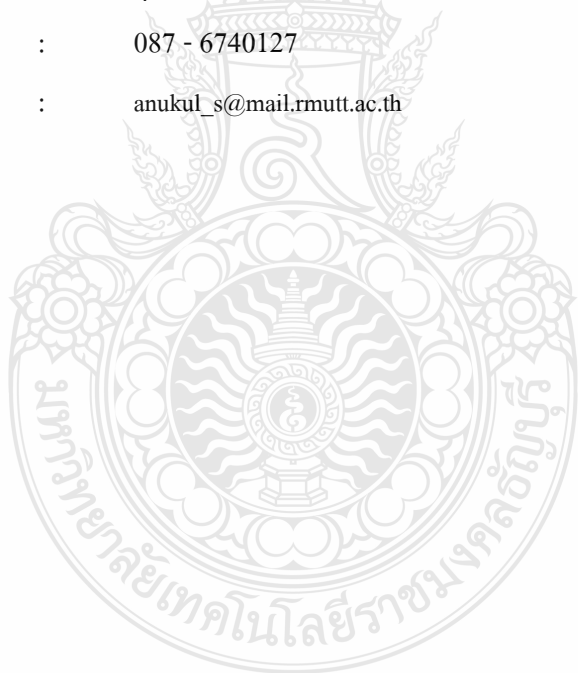 : 087 - 6740127
: anukul_s@mail.rmutt.ac.th
มหาวิทยาลัยเทคโนโลยีราชมงคลธัญบุรี